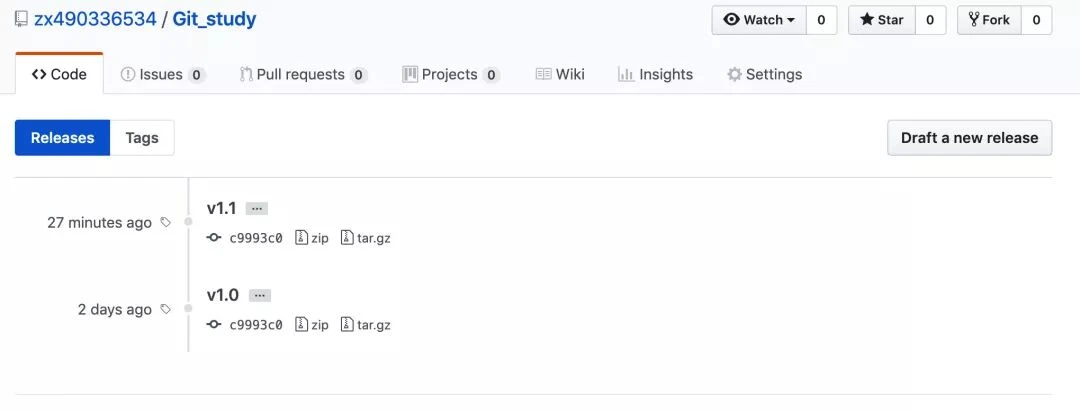 zx490336534 / Git_study Watch 0 Star 0 Fork 0
Code Issues 0 Pull requests 0 Projects 0 Wiki Insights Settings
Releases Tags Draft a new release
v1.1 ...
27 minutes ago
c9993c0 zip tar.gz
v1.0 ...
2 days ago
c9993c0 zip tar.gz